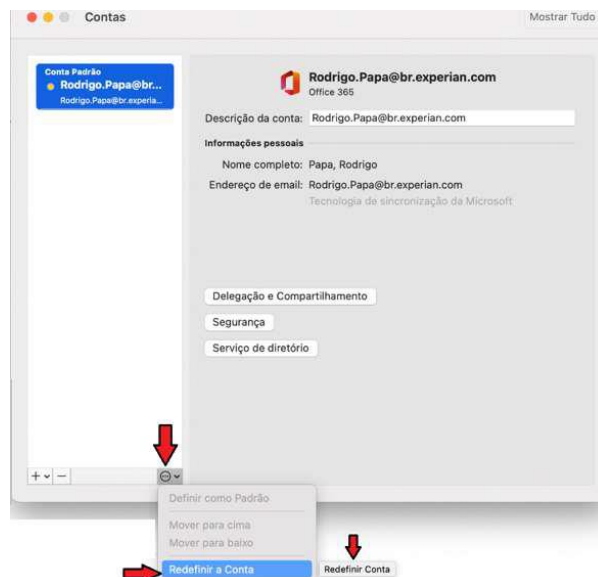 Contas
Mostrar Tudo
Conta Padrão
Rodrigo.Papa@br...
Rodrigo.Papa@br.experia...
Rodrigo.Papa@br.experian.com
Office 365
Descrição da conta: Rodrigo.Papa@br.experian.com
Informações pessoais
Nome completo: Papa, Rodrigo
Endereço de email: Rodrigo.Papa@br.experian.com
Tecnologia de sincronização da Microsoft
Delegação e Compartilhamento
Segurança
Serviço de diretório
Definir como Padrão
Mover para cima
Mover para baixo
Redefinir a Conta
Redefinir Conta